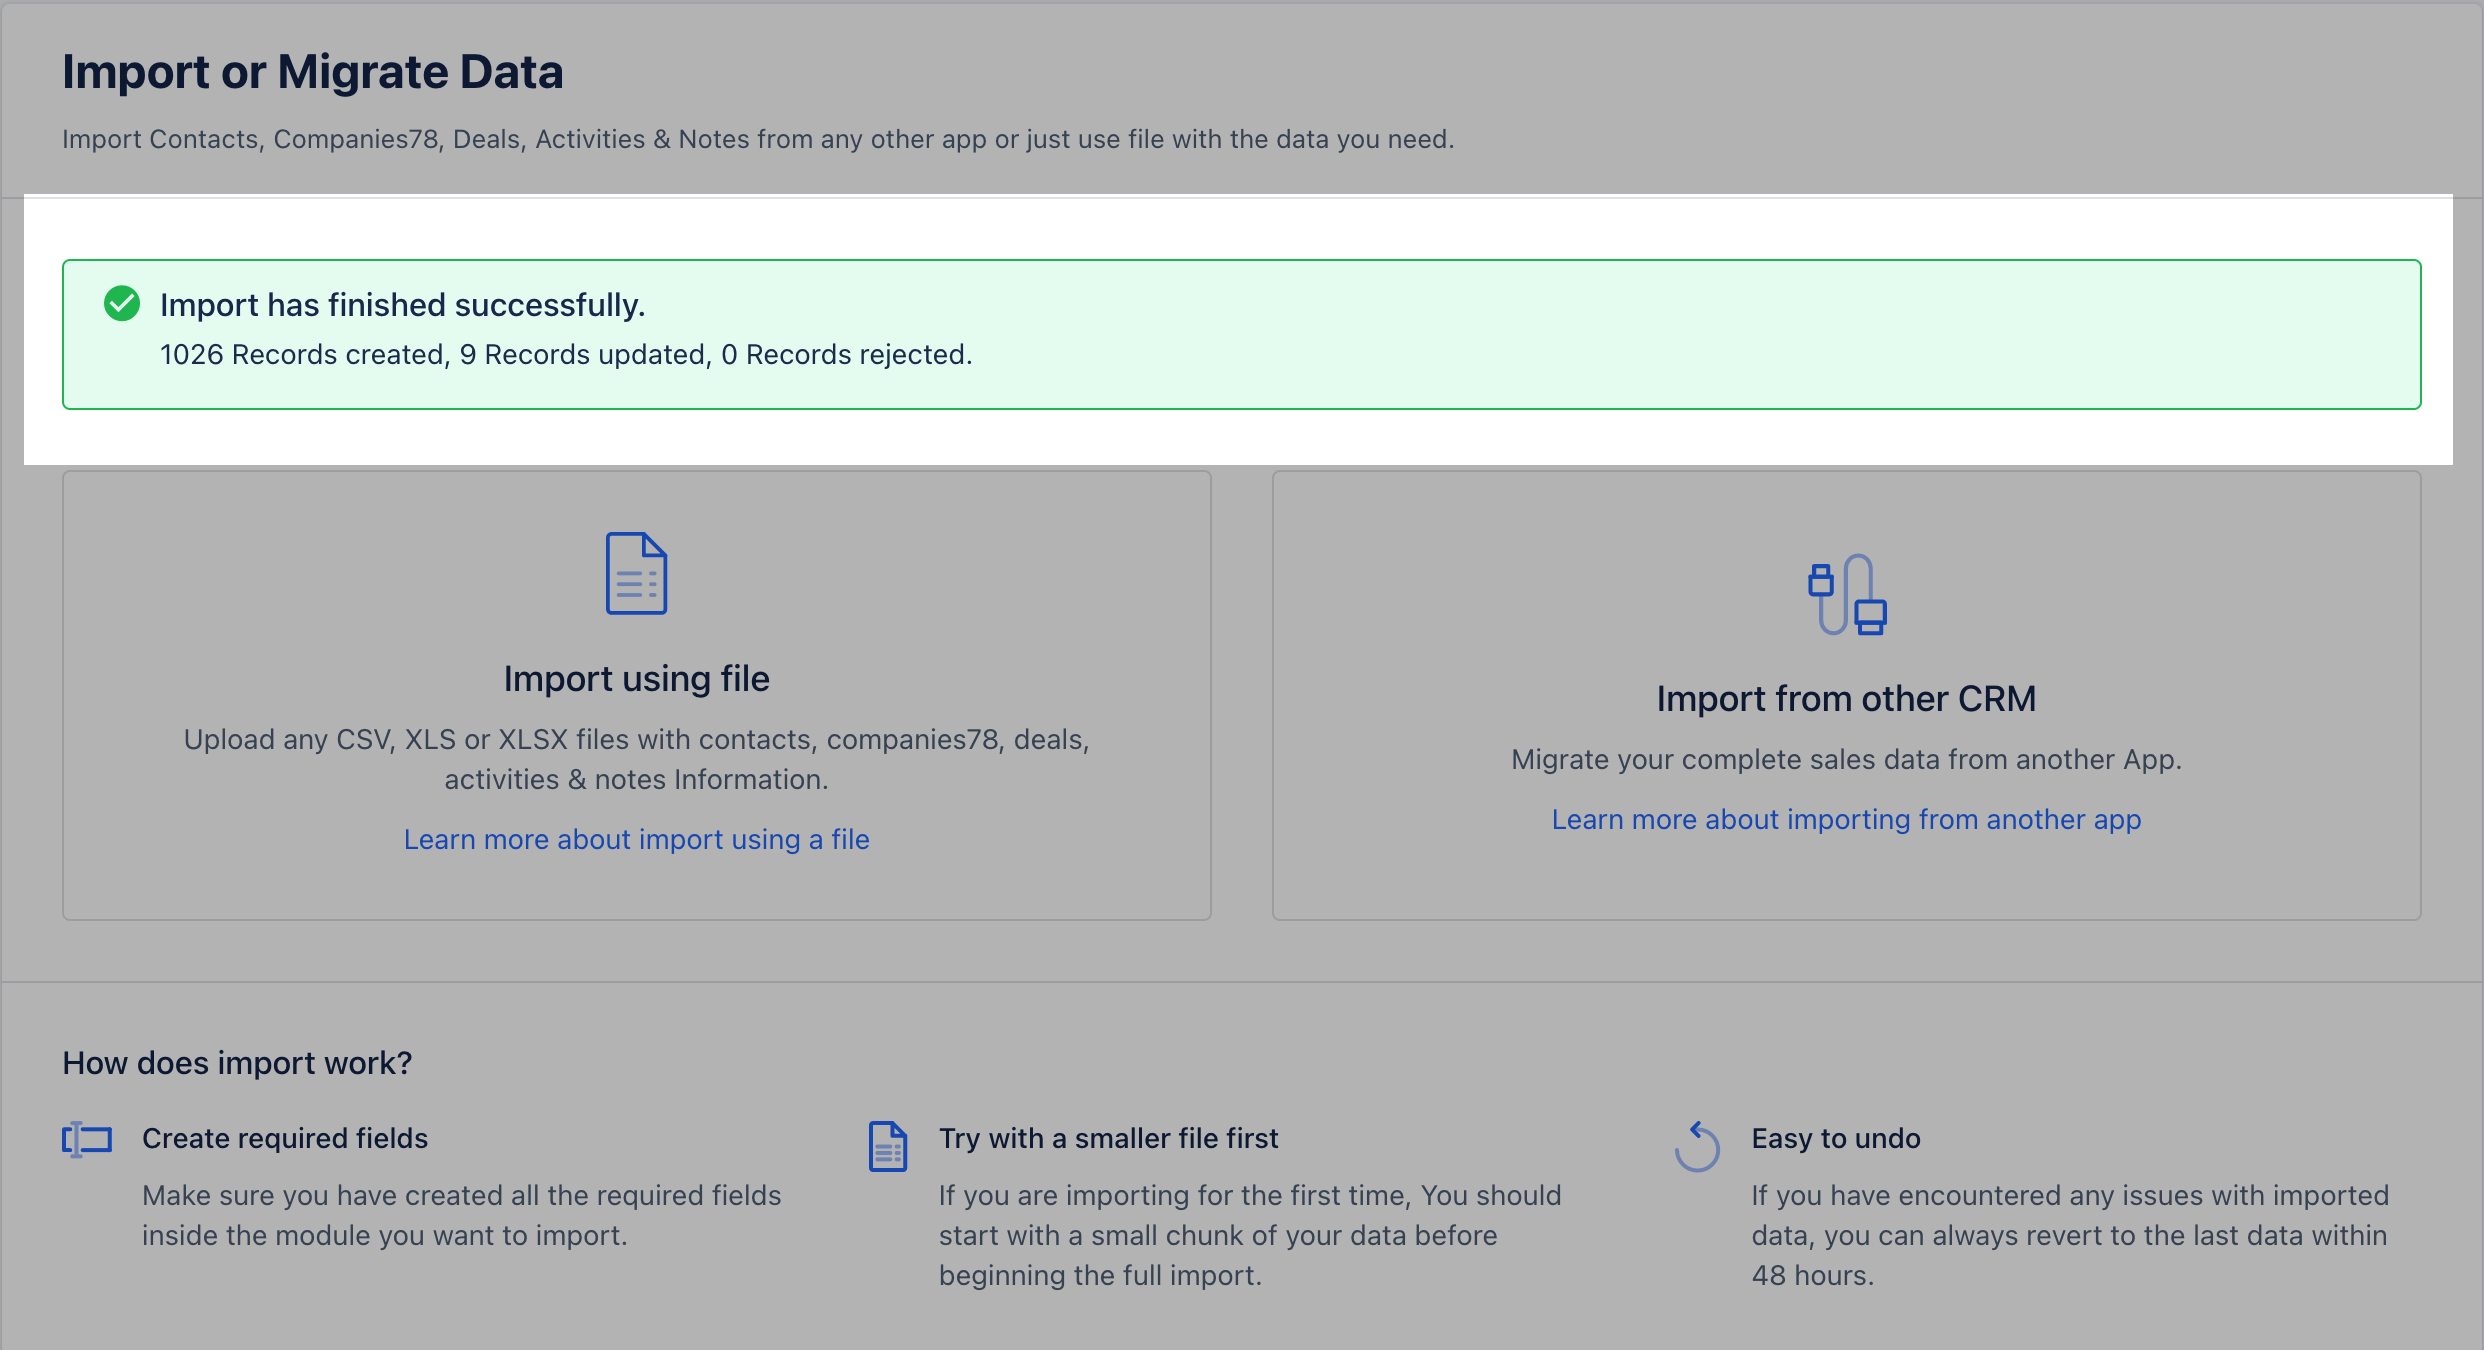 Import or Migrate Data
Import Contacts, Companies78, Deals, Activities & Notes from any other app or just use file with the data you need.
Import has finished successfully.
1026 Records created, 9 Records updated, 0 Records rejected.
Import using file
Upload any CSV, XLS or XLSX files with contacts, companies78, deals,
activities & notes Information.
Learn more about import using a file
Import from other CRM
Migrate your complete sales data from another App.
Learn more about importing from another app
How does import work?
Create required fields
Make sure you have created all the required fields
inside the module you want to import.
Try with a smaller file first
If you are importing for the first time, You should
start with a small chunk of your data before
beginning the full import.
Easy to undo
If you have encountered any issues with imported
data, you can always revert to the last data within
48 hours.